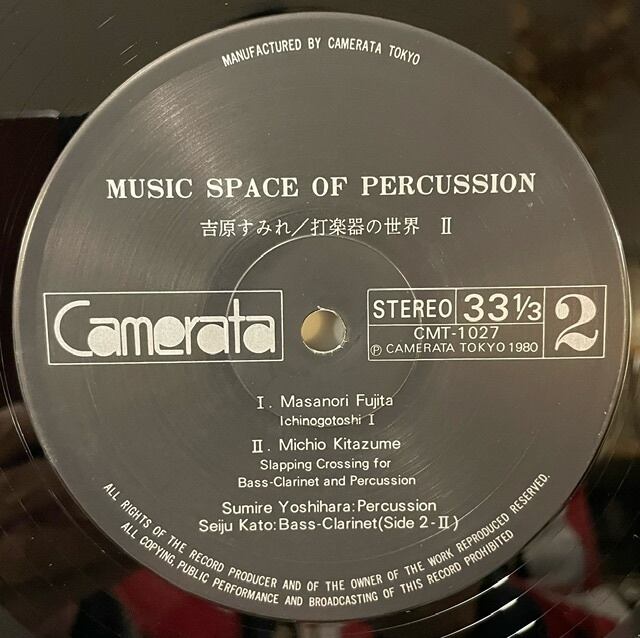 MANUFACTURED BY CAMERATA TOKYO
MUSIC SPACE OF PERCUSSION
吉原すみれ／打楽器の世界 Ⅱ
Camerata
STEREO 33 1/3
CMT-1027
Ⓟ CAMERATA TOKYO 1980
2
Ⅰ. Masanori Fujita
Ichinogotoshi Ⅰ
Ⅱ. Michio Kitazume
Slapping Crossing for
Bass-Clarinet and Percussion
Sumire Yoshihara:Percussion
Seiju Kato:Bass-Clarinet(Side 2-Ⅱ)
ALL RIGHTS OF THE RECORD PRODUCER AND OF THE OWNER OF THE WORK REPRODUCED RESERVED.
ALL COPYING, PUBLIC PERFORMANCE AND BROADCASTING OF THIS RECORD PROHIBITED